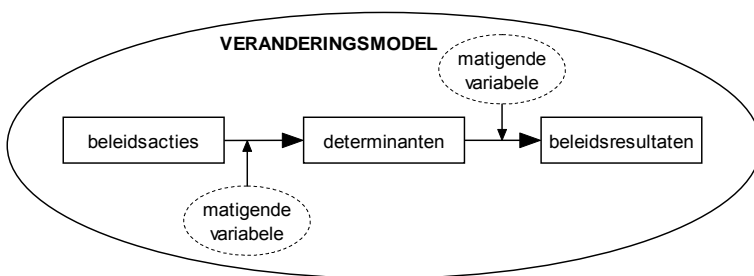 VERANDERINGSMODEL
matigende
variabele
beleidsacties
determinanten
beleidsresultaten
matigende
variabele